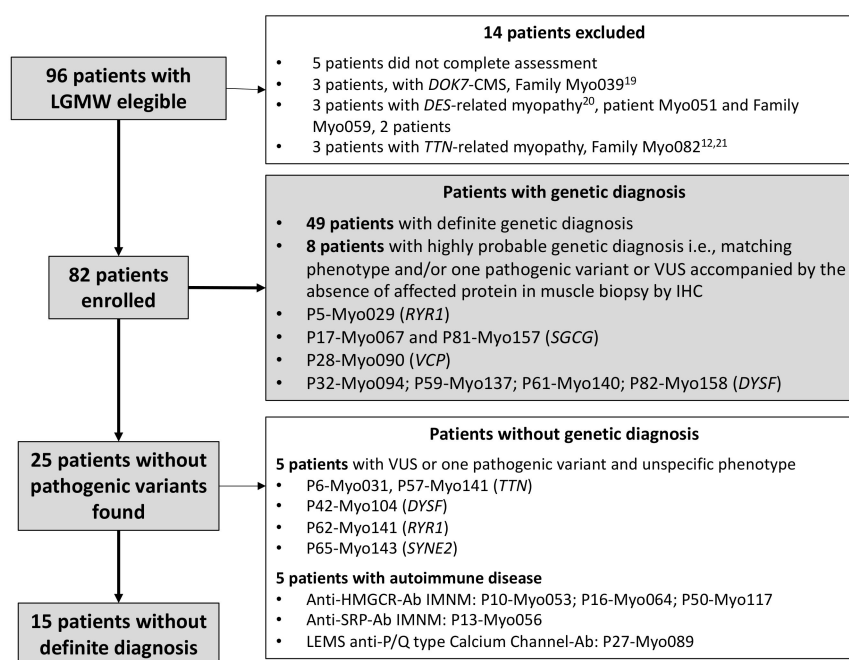 14 patients excluded
96 patients with
LGMW elegible
• 5 patients did not complete assessment
• 3 patients, with DOK7-CMS, Family Myo039¹⁹
• 3 patients with DES-related myopathy²⁰, patient Myo051 and Family
Myo059, 2 patients
• 3 patients with TTN-related myopathy, Family Myo082¹²,²¹
82 patients
enrolled
Patients with genetic diagnosis
• 49 patients with definite genetic diagnosis
• 8 patients with highly probable genetic diagnosis i.e., matching
phenotype and/or one pathogenic variant or VUS accompanied by the
absence of affected protein in muscle biopsy by IHC
• P5-Myo029 (RYR1)
• P17-Myo067 and P81-Myo157 (SGCG)
• P28-Myo090 (VCP)
• P32-Myo094; P59-Myo137; P61-Myo140; P82-Myo158 (DYSF)
25 patients without
pathogenic variants
found
Patients without genetic diagnosis
5 patients with VUS or one pathogenic variant and unspecific phenotype
• P6-Myo031, P57-Myo141 (TTN)
• P42-Myo104 (DYSF)
• P62-Myo141 (RYR1)
• P65-Myo143 (SYNE2)
5 patients with autoimmune disease
• Anti-HMGCR-Ab IMNM: P10-Myo053; P16-Myo064; P50-Myo117
• Anti-SRP-Ab IMNM: P13-Myo056
• LEMS anti-P/Q type Calcium Channel-Ab: P27-Myo089
15 patients without
definite diagnosis